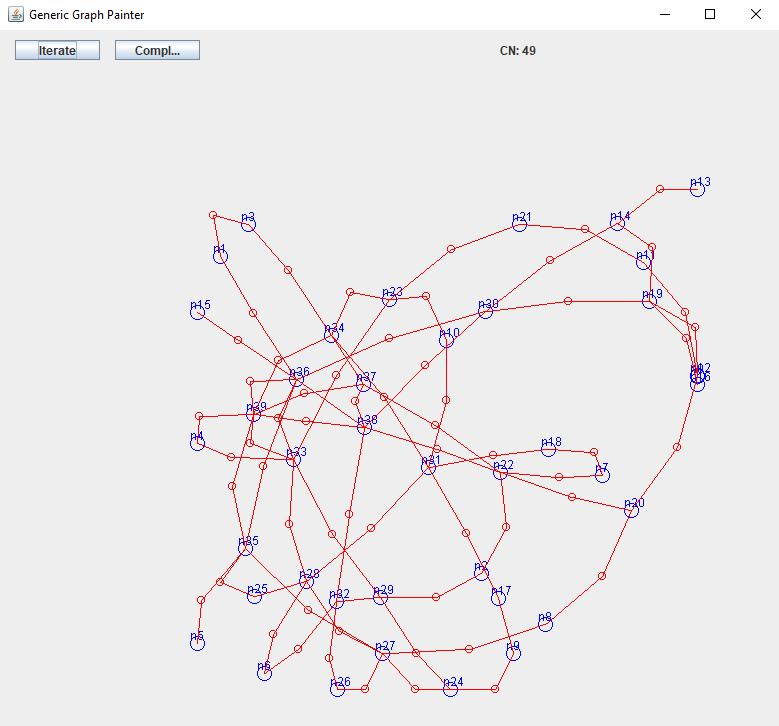 Generic Graph Painter
Iterate Compl... CN: 49
n13
n3 n21 n14
n1 n11
n15 n23 n30 n19
n34 n10
n36 n37 n12
n39 n38
n4 n33 n31 n22 n18 n7
n20
n35
n25 n28 n32 n29 n2 n17
n5 n8
n6 n27 n9
n26 n24